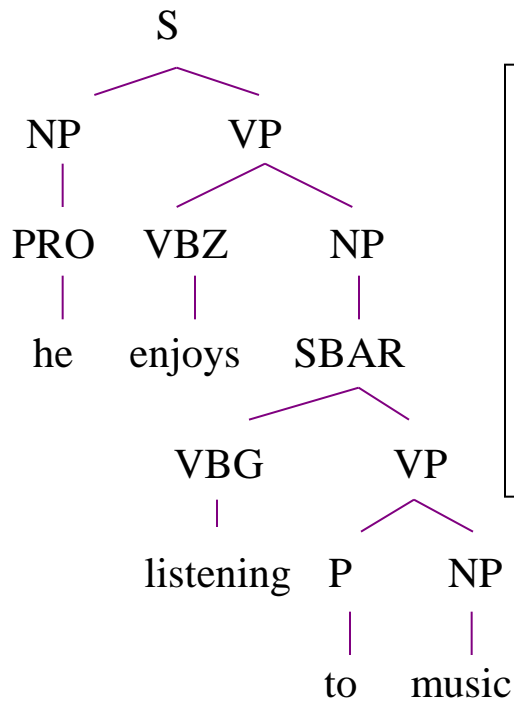 S
NP VP
PRO VBZ NP
he enjoys SBAR
VBG VP
listening P NP
to music